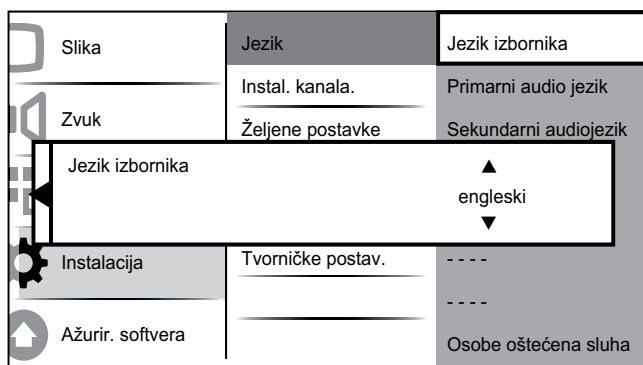 Slika
Zvuk
Instalacija
Ažurir. softvera
Jezik
Instal. kanala.
Željene postavke
Tvorničke postav.
Jezik izbornika
Primarni audio jezik
Sekundarni audiojezik
- - - -
- - - -
Osobe oštećena sluha
Jezik izbornika
engleski